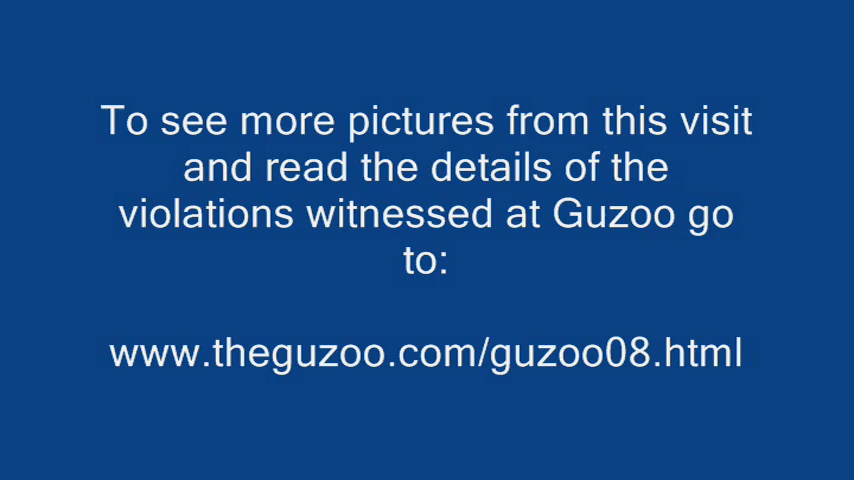 To see more pictures from this visit
and read the details of the
violations witnessed at Guzoo go
to:
www.theguzoo.com/guzoo08.html